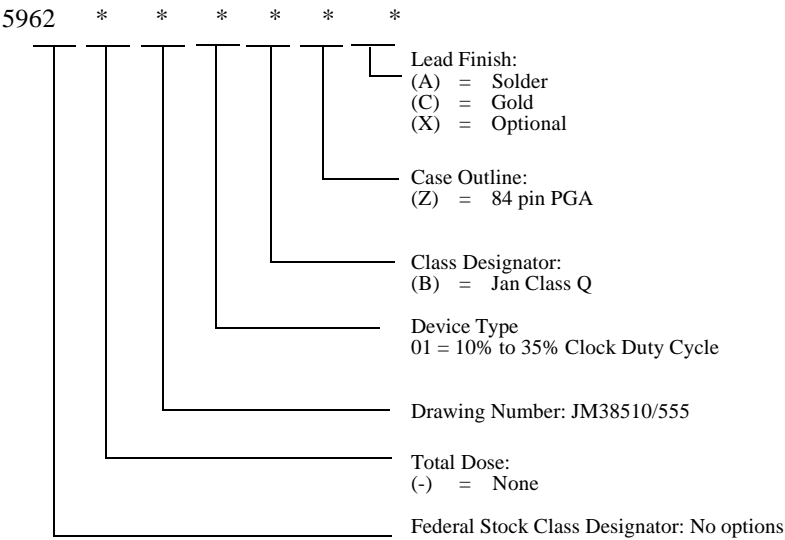 5962 * * * * * *
Lead Finish:
(A) = Solder
(C) = Gold
(X) = Optional
Case Outline:
(Z) = 84 pin PGA
Class Designator:
(B) = Jan Class Q
Device Type
01 = 10% to 35% Clock Duty Cycle
Drawing Number: JM38510/555
Total Dose:
(-) = None
Federal Stock Class Designator: No options